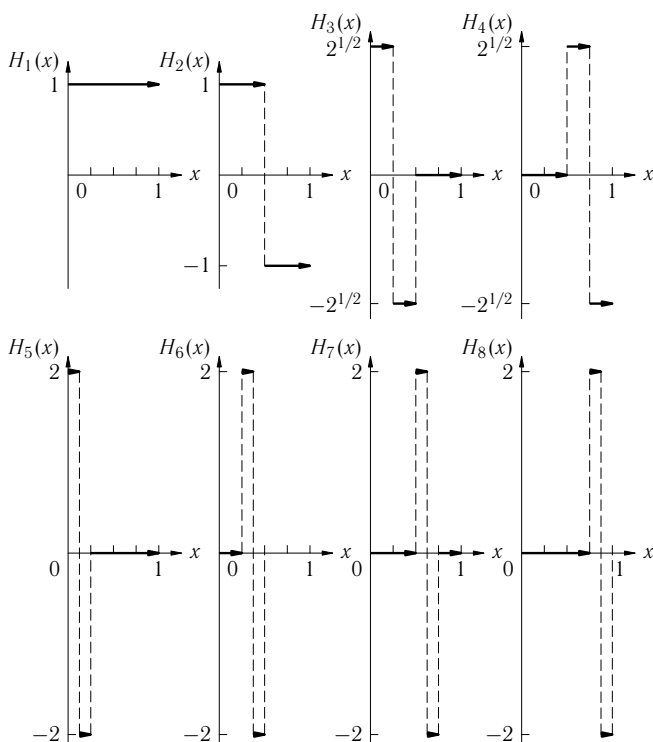 H₁(x)
1
0
1
x
H₂(x)
1
0
1
x
−1
H₃(x)
2^{1/2}
0
1
x
−2^{1/2}
H₄(x)
2^{1/2}
0
1
x
−2^{1/2}
H₅(x)
2
0
1
x
−2
H₆(x)
2
0
1
x
−2
H₇(x)
2
0
1
x
−2
H₈(x)
2
0
1
x
−2